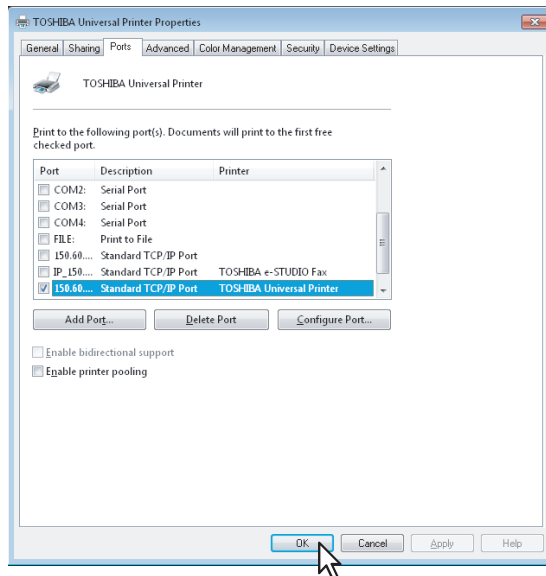 TOSHIBA Universal Printer Properties
General Sharing Ports Advanced Color Management Security Device Settings
TOSHIBA Universal Printer
Print to the following port(s). Documents will print to the first free
checked port.
Port Description Printer
COM2: Serial Port
COM3: Serial Port
COM4: Serial Port
FILE: Print to File
150.60.... Standard TCP/IP Port
IP_150.... Standard TCP/IP Port TOSHIBA e-STUDIO Fax
150.60.... Standard TCP/IP Port TOSHIBA Universal Printer
Add Port... Delete Port Configure Port...
Enable bidirectional support
Enable printer pooling
OK Cancel Apply Help